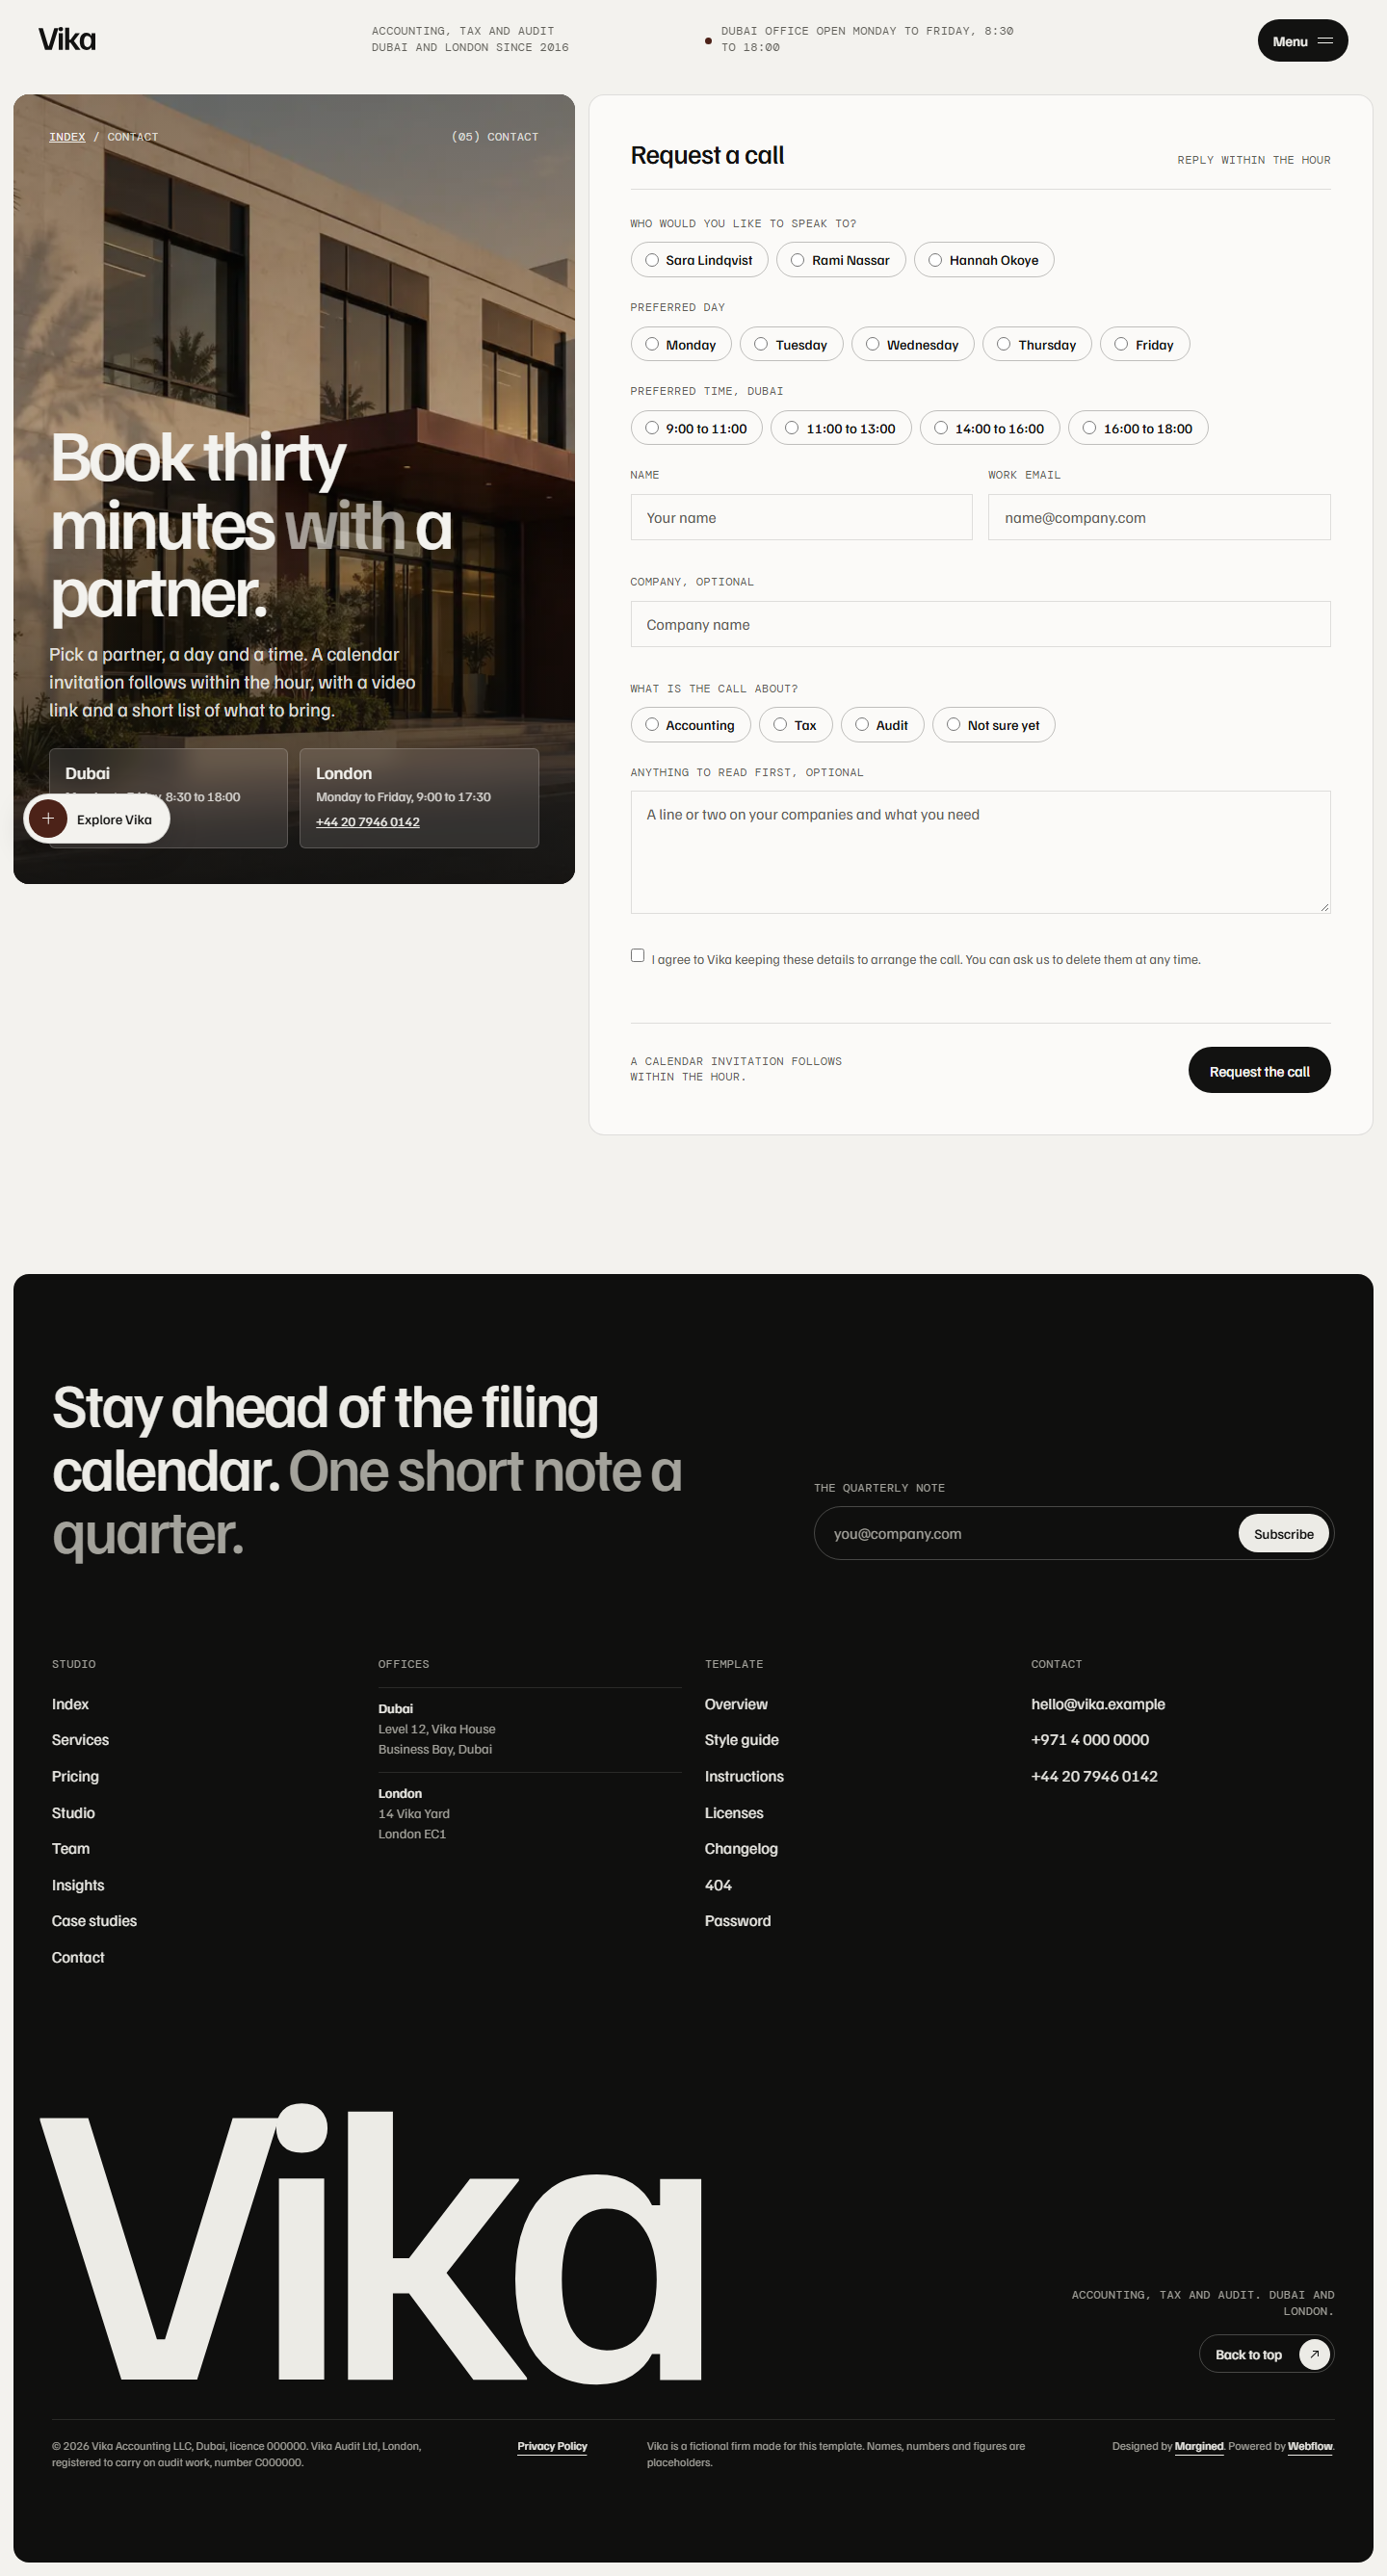 Vika
ACCOUNTING, TAX AND AUDIT
DUBAI AND LONDON SINCE 2016
DUBAI OFFICE OPEN MONDAY TO FRIDAY, 8:30
TO 18:00
Menu
INDEX / CONTACT
(05) CONTACT
Book thirty
minutes with a
partner.
Pick a partner, a day and a time. A calendar
invitation follows within the hour, with a video
link and a short list of what to bring.
Dubai
8:30 to 18:00
London
Monday to Friday, 9:00 to 17:30
+44 20 7946 0142
Explore Vika
Request a call
REPLY WITHIN THE HOUR
WHO WOULD YOU LIKE TO SPEAK TO?
Sara Lindqvist
Rami Nassar
Hannah Okoye
PREFERRED DAY
Monday
Tuesday
Wednesday
Thursday
Friday
PREFERRED TIME, DUBAI
9:00 to 11:00
11:00 to 13:00
14:00 to 16:00
16:00 to 18:00
NAME
WORK EMAIL
Your name
name@company.com
COMPANY, OPTIONAL
Company name
WHAT IS THE CALL ABOUT?
Accounting
Tax
Audit
Not sure yet
ANYTHING TO READ FIRST, OPTIONAL
A line or two on your companies and what you need
I agree to Vika keeping these details to arrange the call. You can ask us to delete them at any time.
A CALENDAR INVITATION FOLLOWS
WITHIN THE HOUR.
Request the call
Stay ahead of the filing
calendar. One short note a
quarter.
THE QUARTERLY NOTE
you@company.com
Subscribe
STUDIO
Index
Services
Pricing
Studio
Team
Insights
Case studies
Contact
OFFICES
Dubai
Level 12, Vika House
Business Bay, Dubai
London
14 Vika Yard
London EC1
TEMPLATE
Overview
Style guide
Instructions
Licenses
Changelog
404
Password
CONTACT
hello@vika.example
+971 4 000 0000
+44 20 7946 0142
Vika
ACCOUNTING, TAX AND AUDIT. DUBAI AND
LONDON.
Back to top
© 2026 Vika Accounting LLC, Dubai, licence 000000. Vika Audit Ltd, London,
registered to carry on audit work, number C000000.
Privacy Policy
Vika is a fictional firm made for this template. Names, numbers and figures are
placeholders.
Designed by Margined. Powered by Webflow.